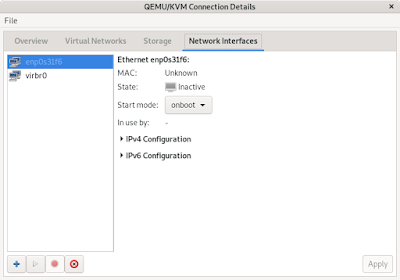 QEMU/KVM Connection Details
File
Overview Virtual Networks Storage Network Interfaces
enp0s31f6
virbr0
Ethernet enp0s31f6:
MAC: Unknown
State: Inactive
Start mode: onboot
In use by: -
IPv4 Configuration
IPv6 Configuration
Apply